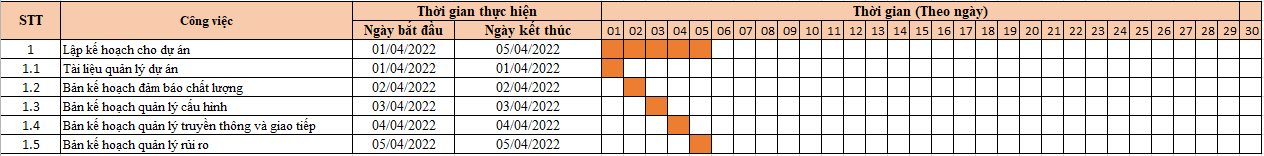 STT Công việc Thời gian thực hiện Thời gian (Theo ngày)
Ngày bắt đầu Ngày kết thúc 01 02 03 04 05 06 07 08 09 10 11 12 13 14 15 16 17 18 19 20 21 22 23 24 25 26 27 28 29 30
1 Lập kế hoạch cho dự án 01/04/2022 05/04/2022
1.1 Tài liệu quản lý dự án 01/04/2022 01/04/2022
1.2 Bản kế hoạch đảm bảo chất lượng 02/04/2022 02/04/2022
1.3 Bản kế hoạch quản lý cấu hình 03/04/2022 03/04/2022
1.4 Bản kế hoạch quản lý truyền thông và giao tiếp 04/04/2022 04/04/2022
1.5 Bản kế hoạch quản lý rủi ro 05/04/2022 05/04/2022